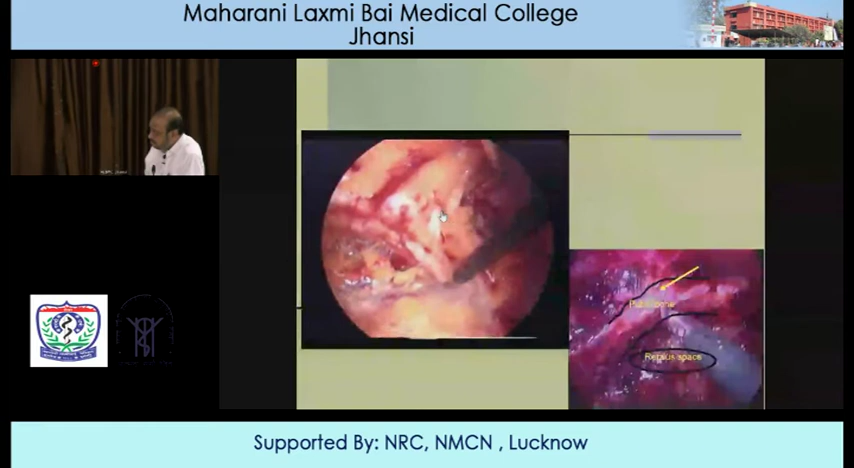 Maharani Laxmi Bai Medical College
Jhansi
Pubic bone
Retzius space
Supported By: NRC, NMCN , Lucknow